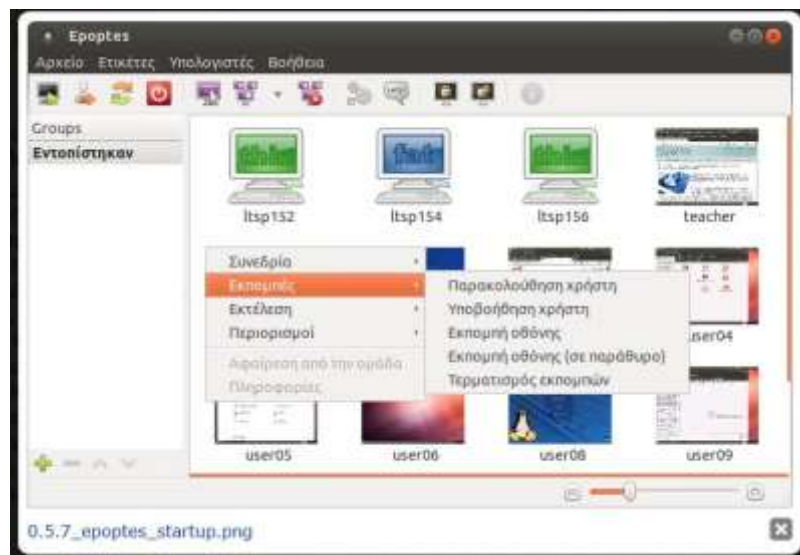 Epoptes
Αρχείο Ετικέτες Υπολογιστές Βοήθεια
Groups
Εντοπίστηκαν
ltsp152 ltsp154 ltsp156 teacher
Συνεδρία
Εκπομπές
Εκτέλεση
Περιορισμοί
Αφαίρεση από την ομάδα
Πληροφορίες
Παρακολούθηση χρήστη
Υποβοήθηση χρήστη
Εκπομπή οθόνης
Εκπομπή οθόνης (σε παράθυρο)
Τερματισμός εκπομπών
user04
user05 user06 user08 user09
0.5.7_epoptes_startup.png